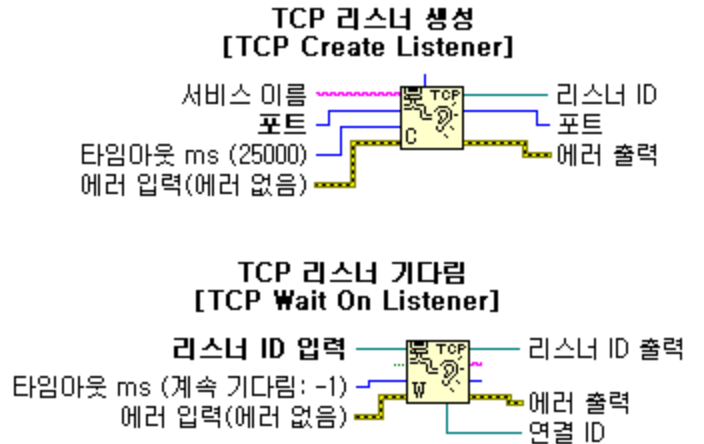 TCP 리스너 생성
[TCP Create Listener]
서비스 이름
포트
타임아웃 ms (25000)
에러 입력(에러 없음)
TCP
C
리스너 ID
포트
에러 출력
TCP 리스너 기다림
[TCP Wait On Listener]
리스너 ID 입력
타임아웃 ms (계속 기다림: -1)
에러 입력(에러 없음)
TCP
W
리스너 ID 출력
에러 출력
연결 ID